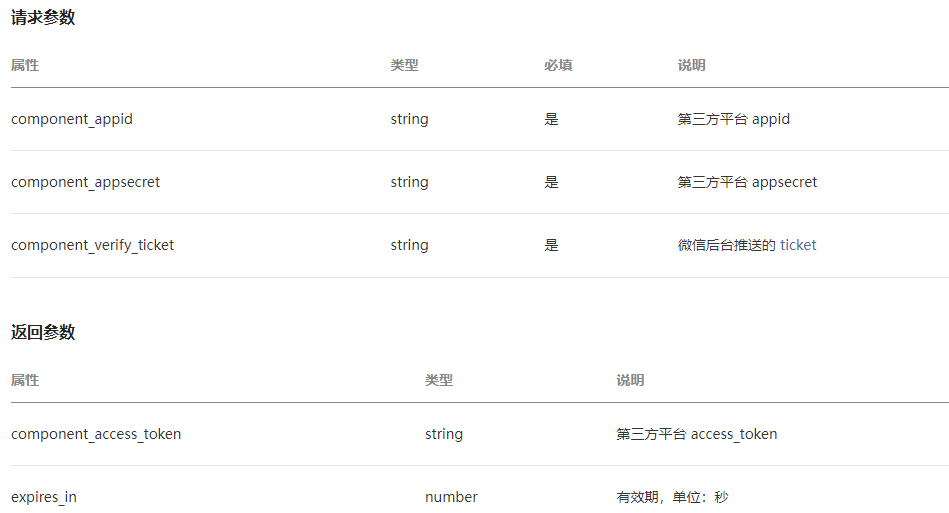 请求参数
属性 类型 必填 说明
component_appid string 是 第三方平台 appid
component_appsecret string 是 第三方平台 appsecret
component_verify_ticket string 是 微信后台推送的 ticket
返回参数
属性 类型 说明
component_access_token string 第三方平台 access_token
expires_in number 有效期，单位：秒